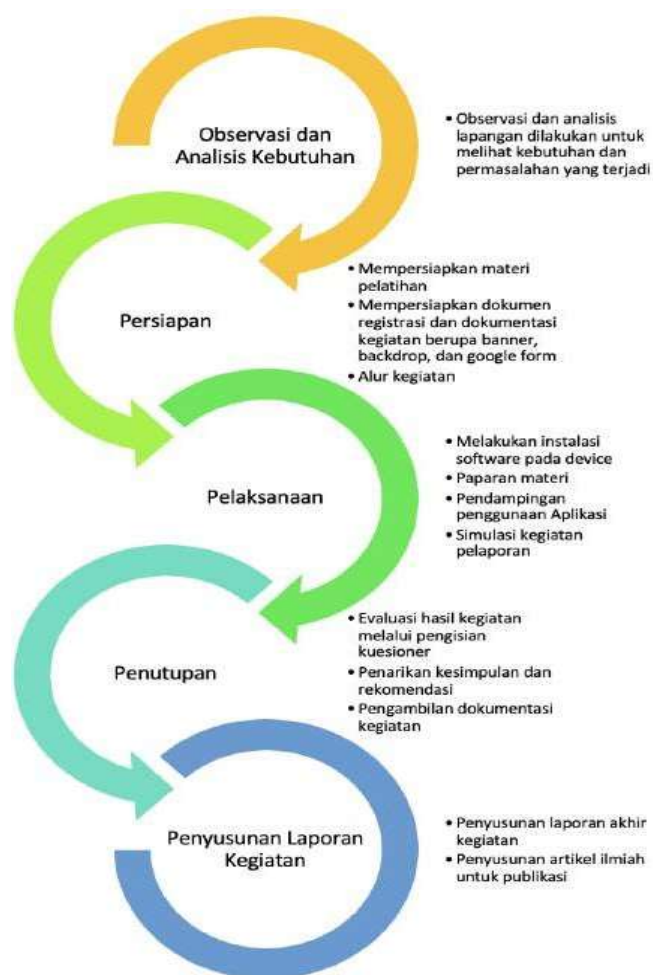 Observasi dan
Analisis Kebutuhan
• Observasi dan analisis
lapangan dilakukan untuk
melihat kebutuhan dan
permasalahan yang terjadi
Persiapan
• Mempersiapkan materi
pelatihan
• Mempersiapkan dokumen
registrasi dan dokumentasi
kegiatan berupa banner,
backdrop, dan google form
• Alur kegiatan
Pelaksanaan
• Melakukan instalasi
software pada device
• Paparan materi
• Pendampingan
penggunaan Aplikasi
• Simulasi kegiatan
pelaporan
Penutupan
• Evaluasi hasil kegiatan
melalui pengisian
kuesioner
• Penarikan kesimpulan dan
rekomendasi
• Pengambilan dokumentasi
kegiatan
Penyusunan Laporan
Kegiatan
• Penyusunan laporan akhir
kegiatan
• Penyusunan artikel ilmiah
untuk publikasi